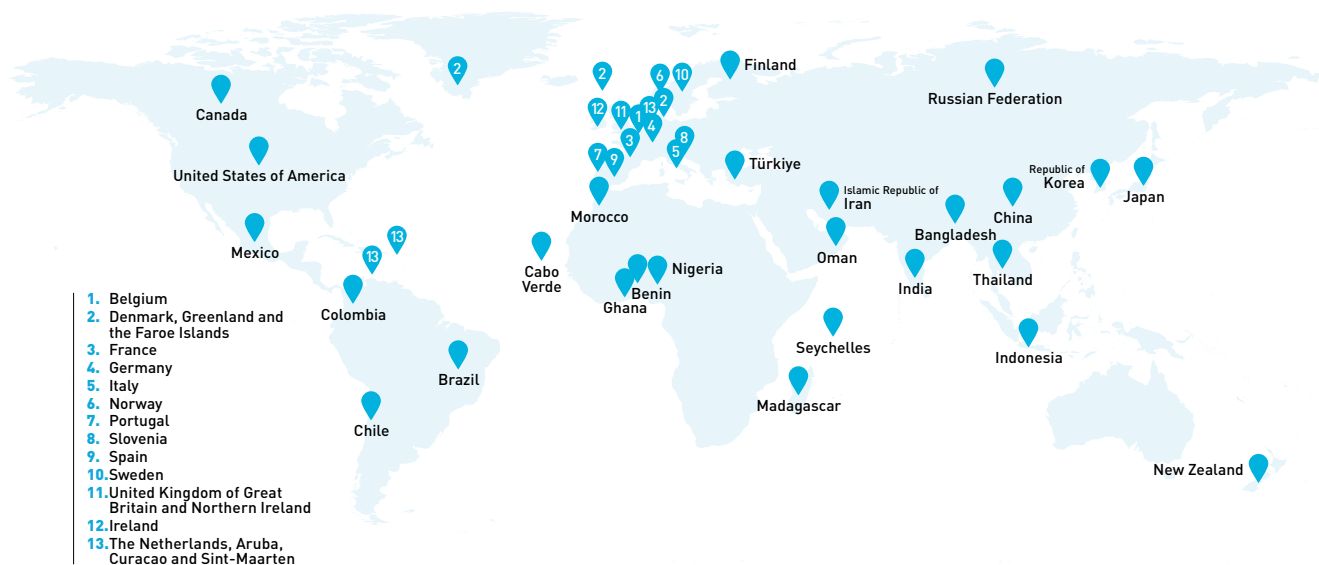 2
2
6
10
Finland
Canada
Russian Federation
12
11
1
13
2
4
3
8
5
7
9
United States of America
Türkiye
Republic of
Korea
Japan
Islamic Republic of
Iran
China
Morocco
Bangladesh
Mexico
13
13
Oman
Cabo
Verde
Nigeria
Benin
Ghana
India
Thailand
Colombia
Seychelles
Indonesia
Brazil
Madagascar
Chile
New Zealand
1. Belgium
2. Denmark, Greenland and
the Faroe Islands
3. France
4. Germany
5. Italy
6. Norway
7. Portugal
8. Slovenia
9. Spain
10. Sweden
11. United Kingdom of Great
Britain and Northern Ireland
12. Ireland
13. The Netherlands, Aruba,
Curacao and Sint-Maarten